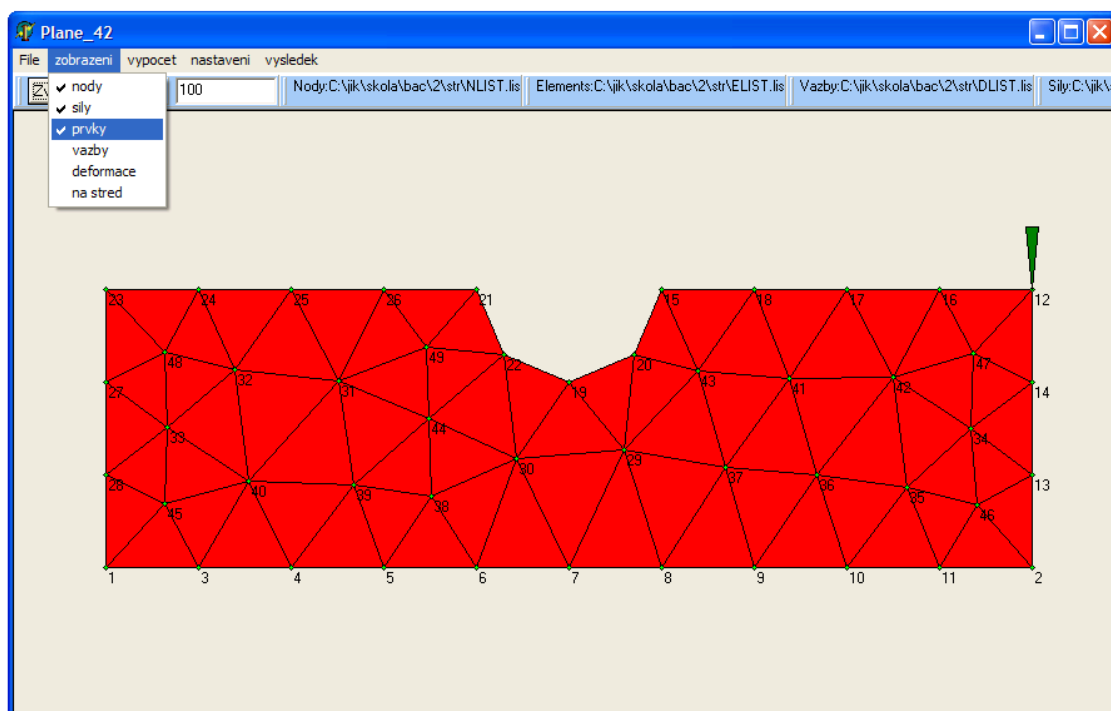 Plane_42
File zobrazeni vypocet nastaveni vysledek
100 Nody:C:\jik\skola\bac\2\str\NLIST.lis Elements:C:\jik\skola\bac\2\str\ELIST.lis Vazby:C:\jik\skola\bac\2\str\DLIST.lis Sily:C:\jik\
nody
sily
prvky
vazby
deformace
na stred
23 24 25 26 21 15 18 17 16 12
48 32 31 49 22 19 20 43 41 42 47
27 14
33 44 34
28 45 40 39 38 30 29 37 36 35 46 13
1 3 4 5 6 7 8 9 10 11 2